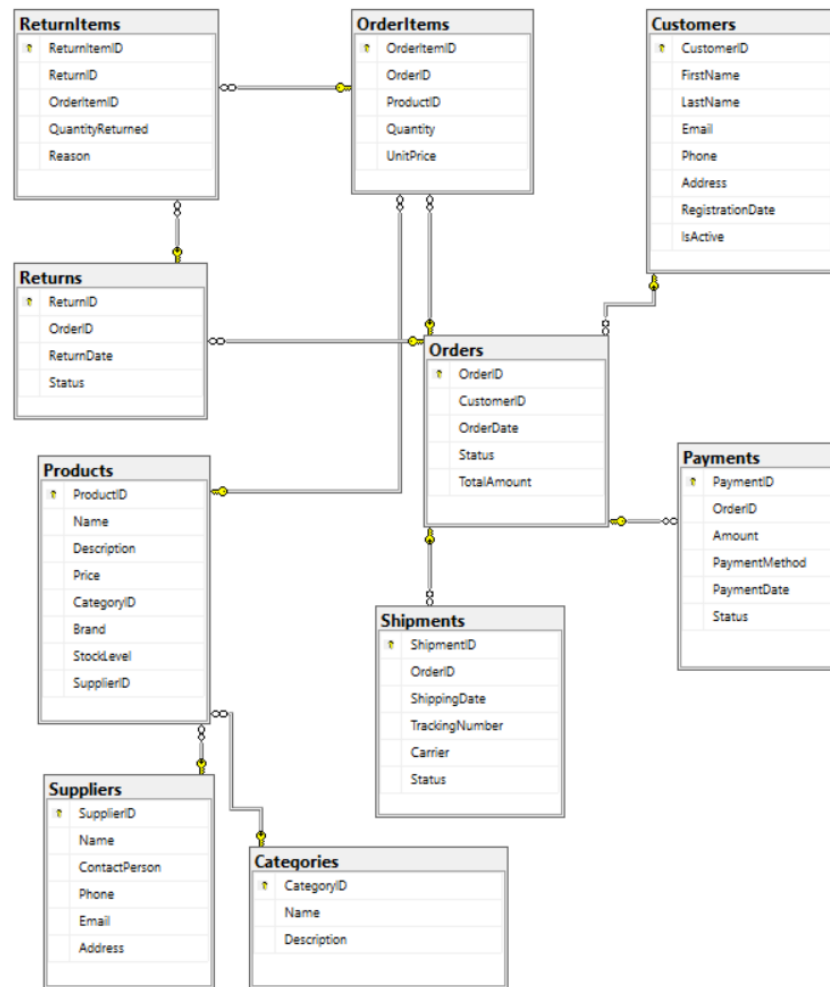 ReturnItems
ReturnItemID
ReturnID
OrderItemID
QuantityReturned
Reason
OrderItems
OrderItemID
OrderID
ProductID
Quantity
UnitPrice
Customers
CustomerID
FirstName
LastName
Email
Phone
Address
RegistrationDate
IsActive
Returns
ReturnID
OrderID
ReturnDate
Status
Orders
OrderID
CustomerID
OrderDate
Status
TotalAmount
Products
ProductID
Name
Description
Price
CategoryID
Brand
StockLevel
SupplierID
Payments
PaymentID
OrderID
Amount
PaymentMethod
PaymentDate
Status
Shipments
ShipmentID
OrderID
ShippingDate
TrackingNumber
Carrier
Status
Suppliers
SupplierID
Name
ContactPerson
Phone
Email
Address
Categories
CategoryID
Name
Description